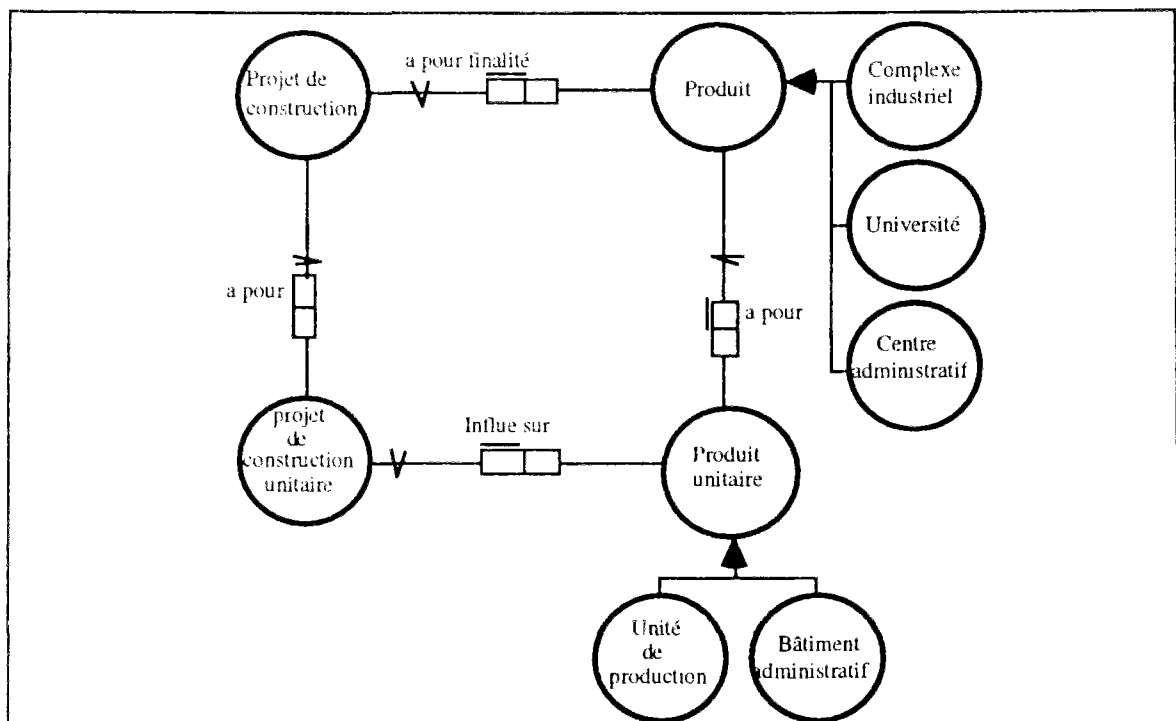 a pour finalité
Projet de
construction
Produit
Complexe
industriel
Université
a pour
a pour
Centre
administratif
projet
de
construction
unitaire
Influe sur
Produit
unitaire
Unité
de
production
Bâtiment
administratif